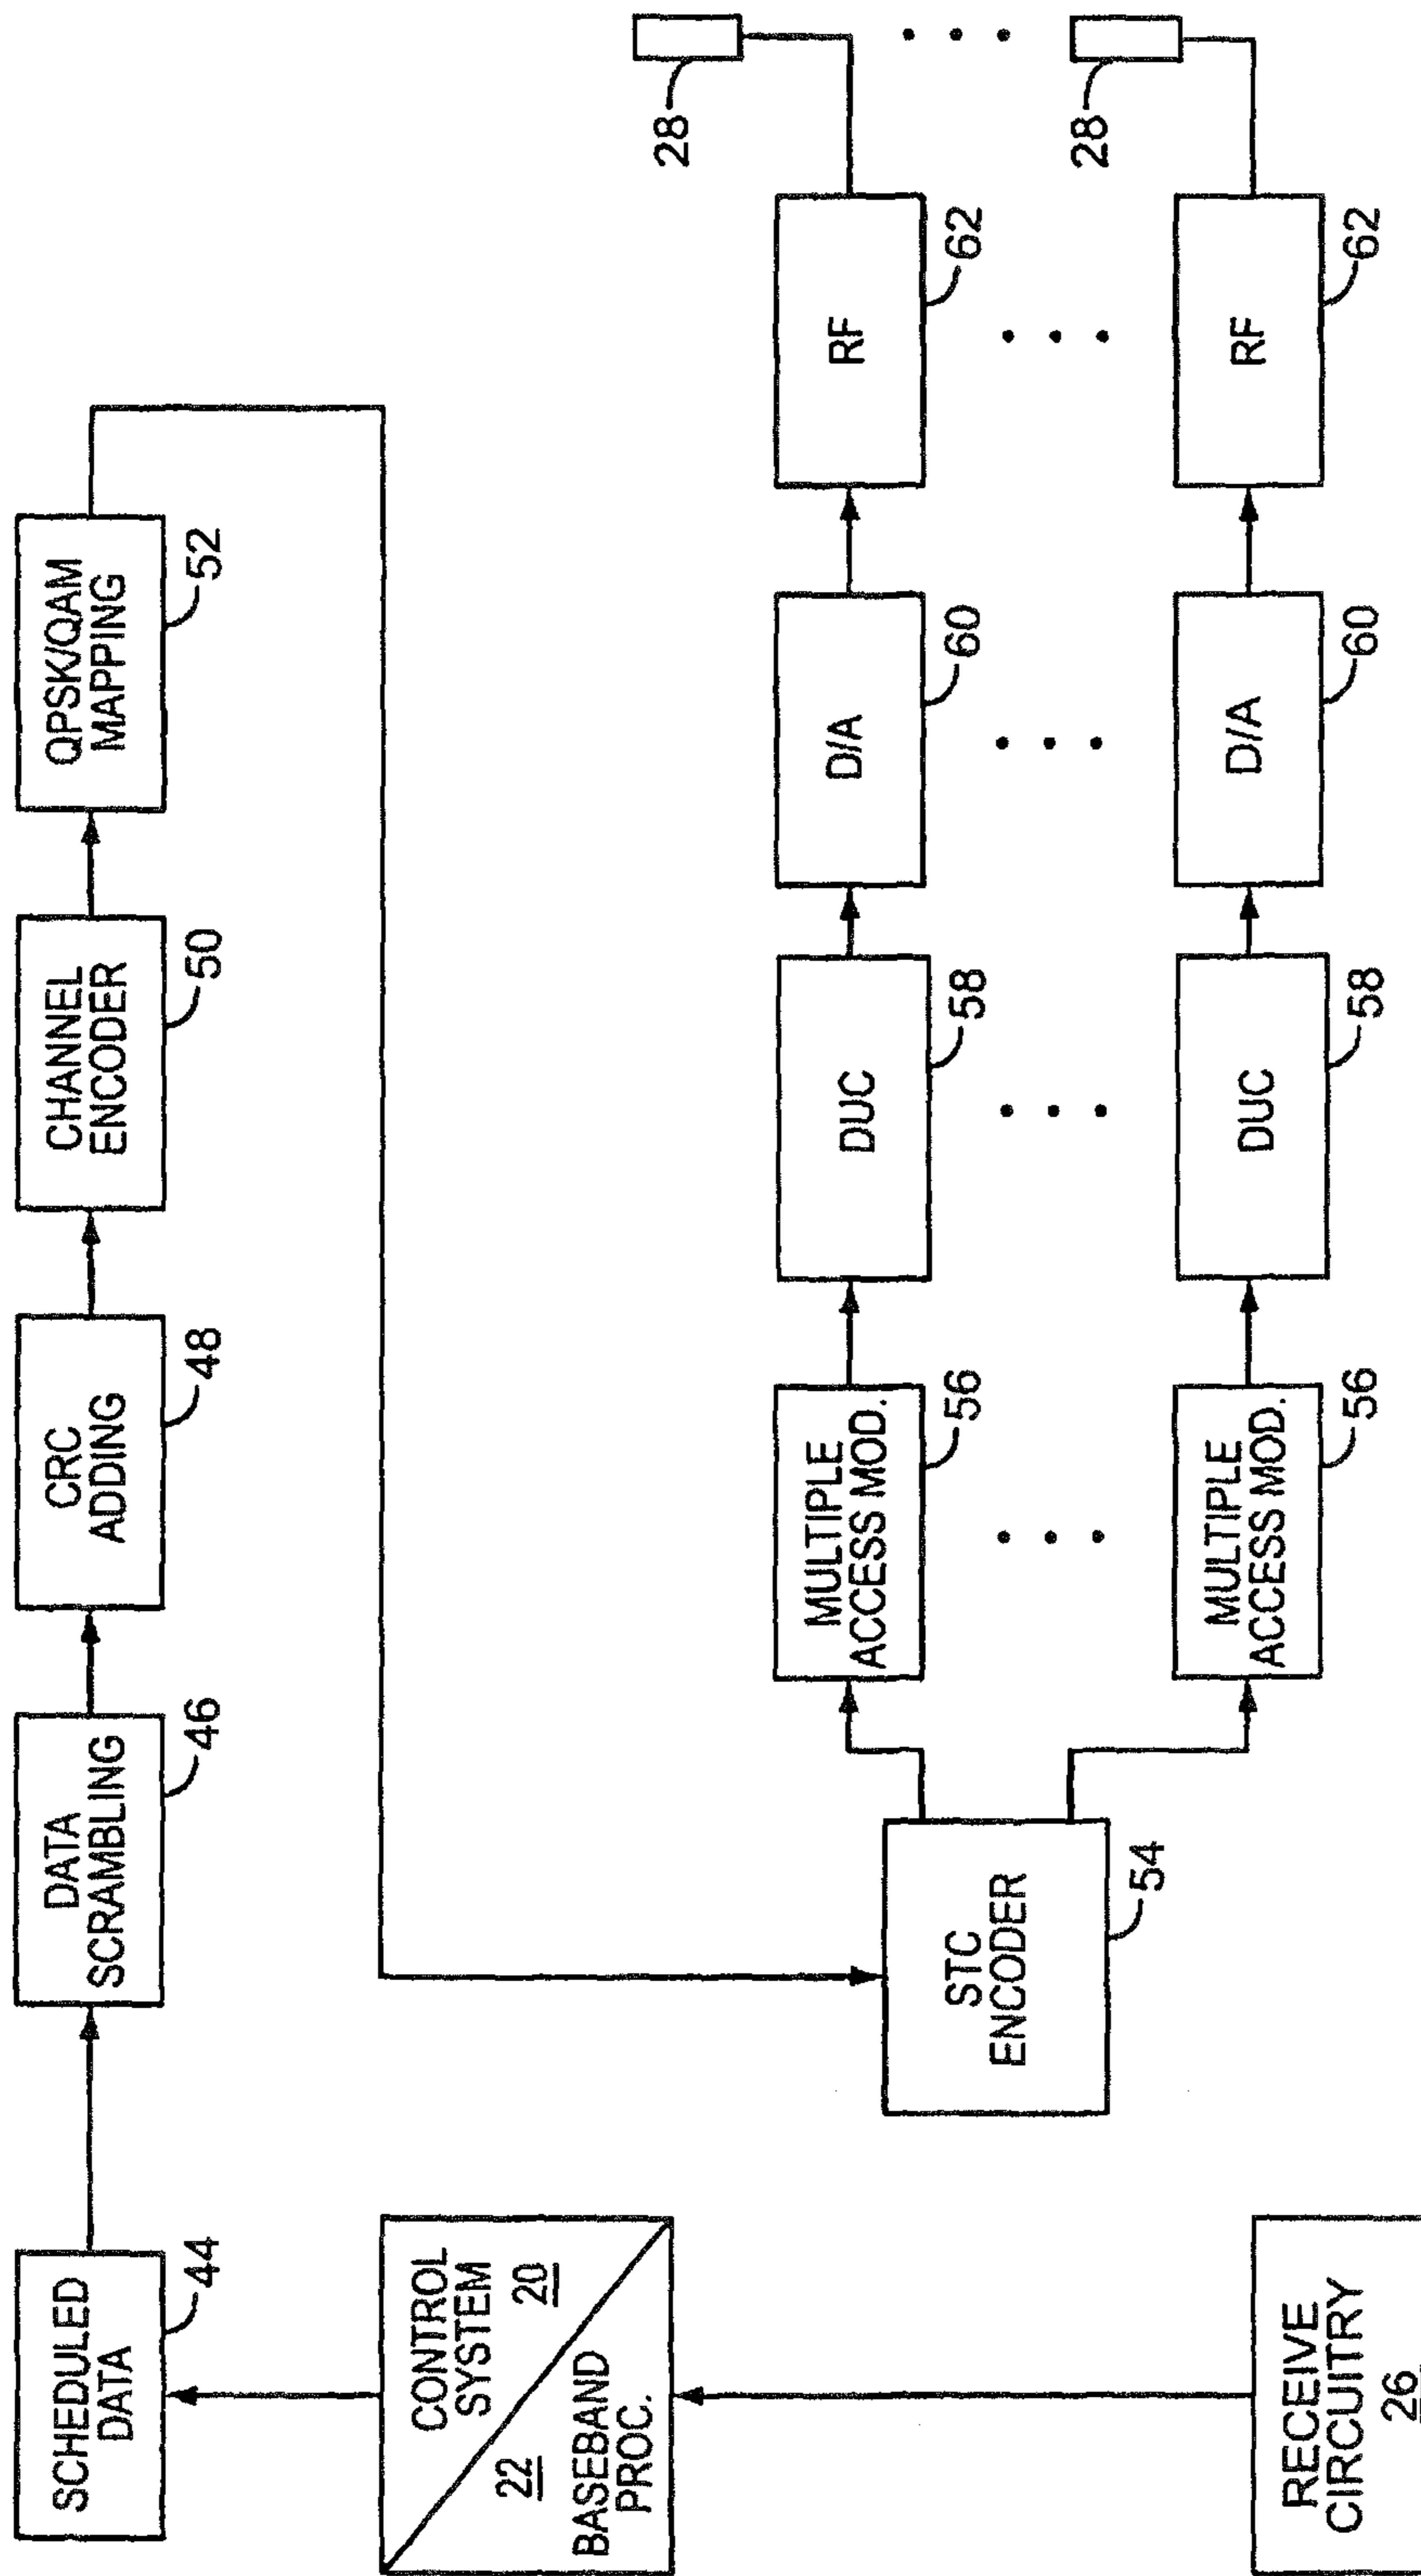 SCHEDULED
DATA
44
DATA
SCRAMBLING
46
CRC
ADDING
48
CHANNEL
ENCODER
50
QPSK/QAM
MAPPING
52
CONTROL
SYSTEM
20
22
BASEBAND
PROC.
RECEIVE
CIRCUITRY
26
STC
ENCODER
54
MULTIPLE
ACCESS MOD.
56
DUC
58
D/A
60
RF
62
28
MULTIPLE
ACCESS MOD.
56
DUC
58
D/A
60
RF
62
28